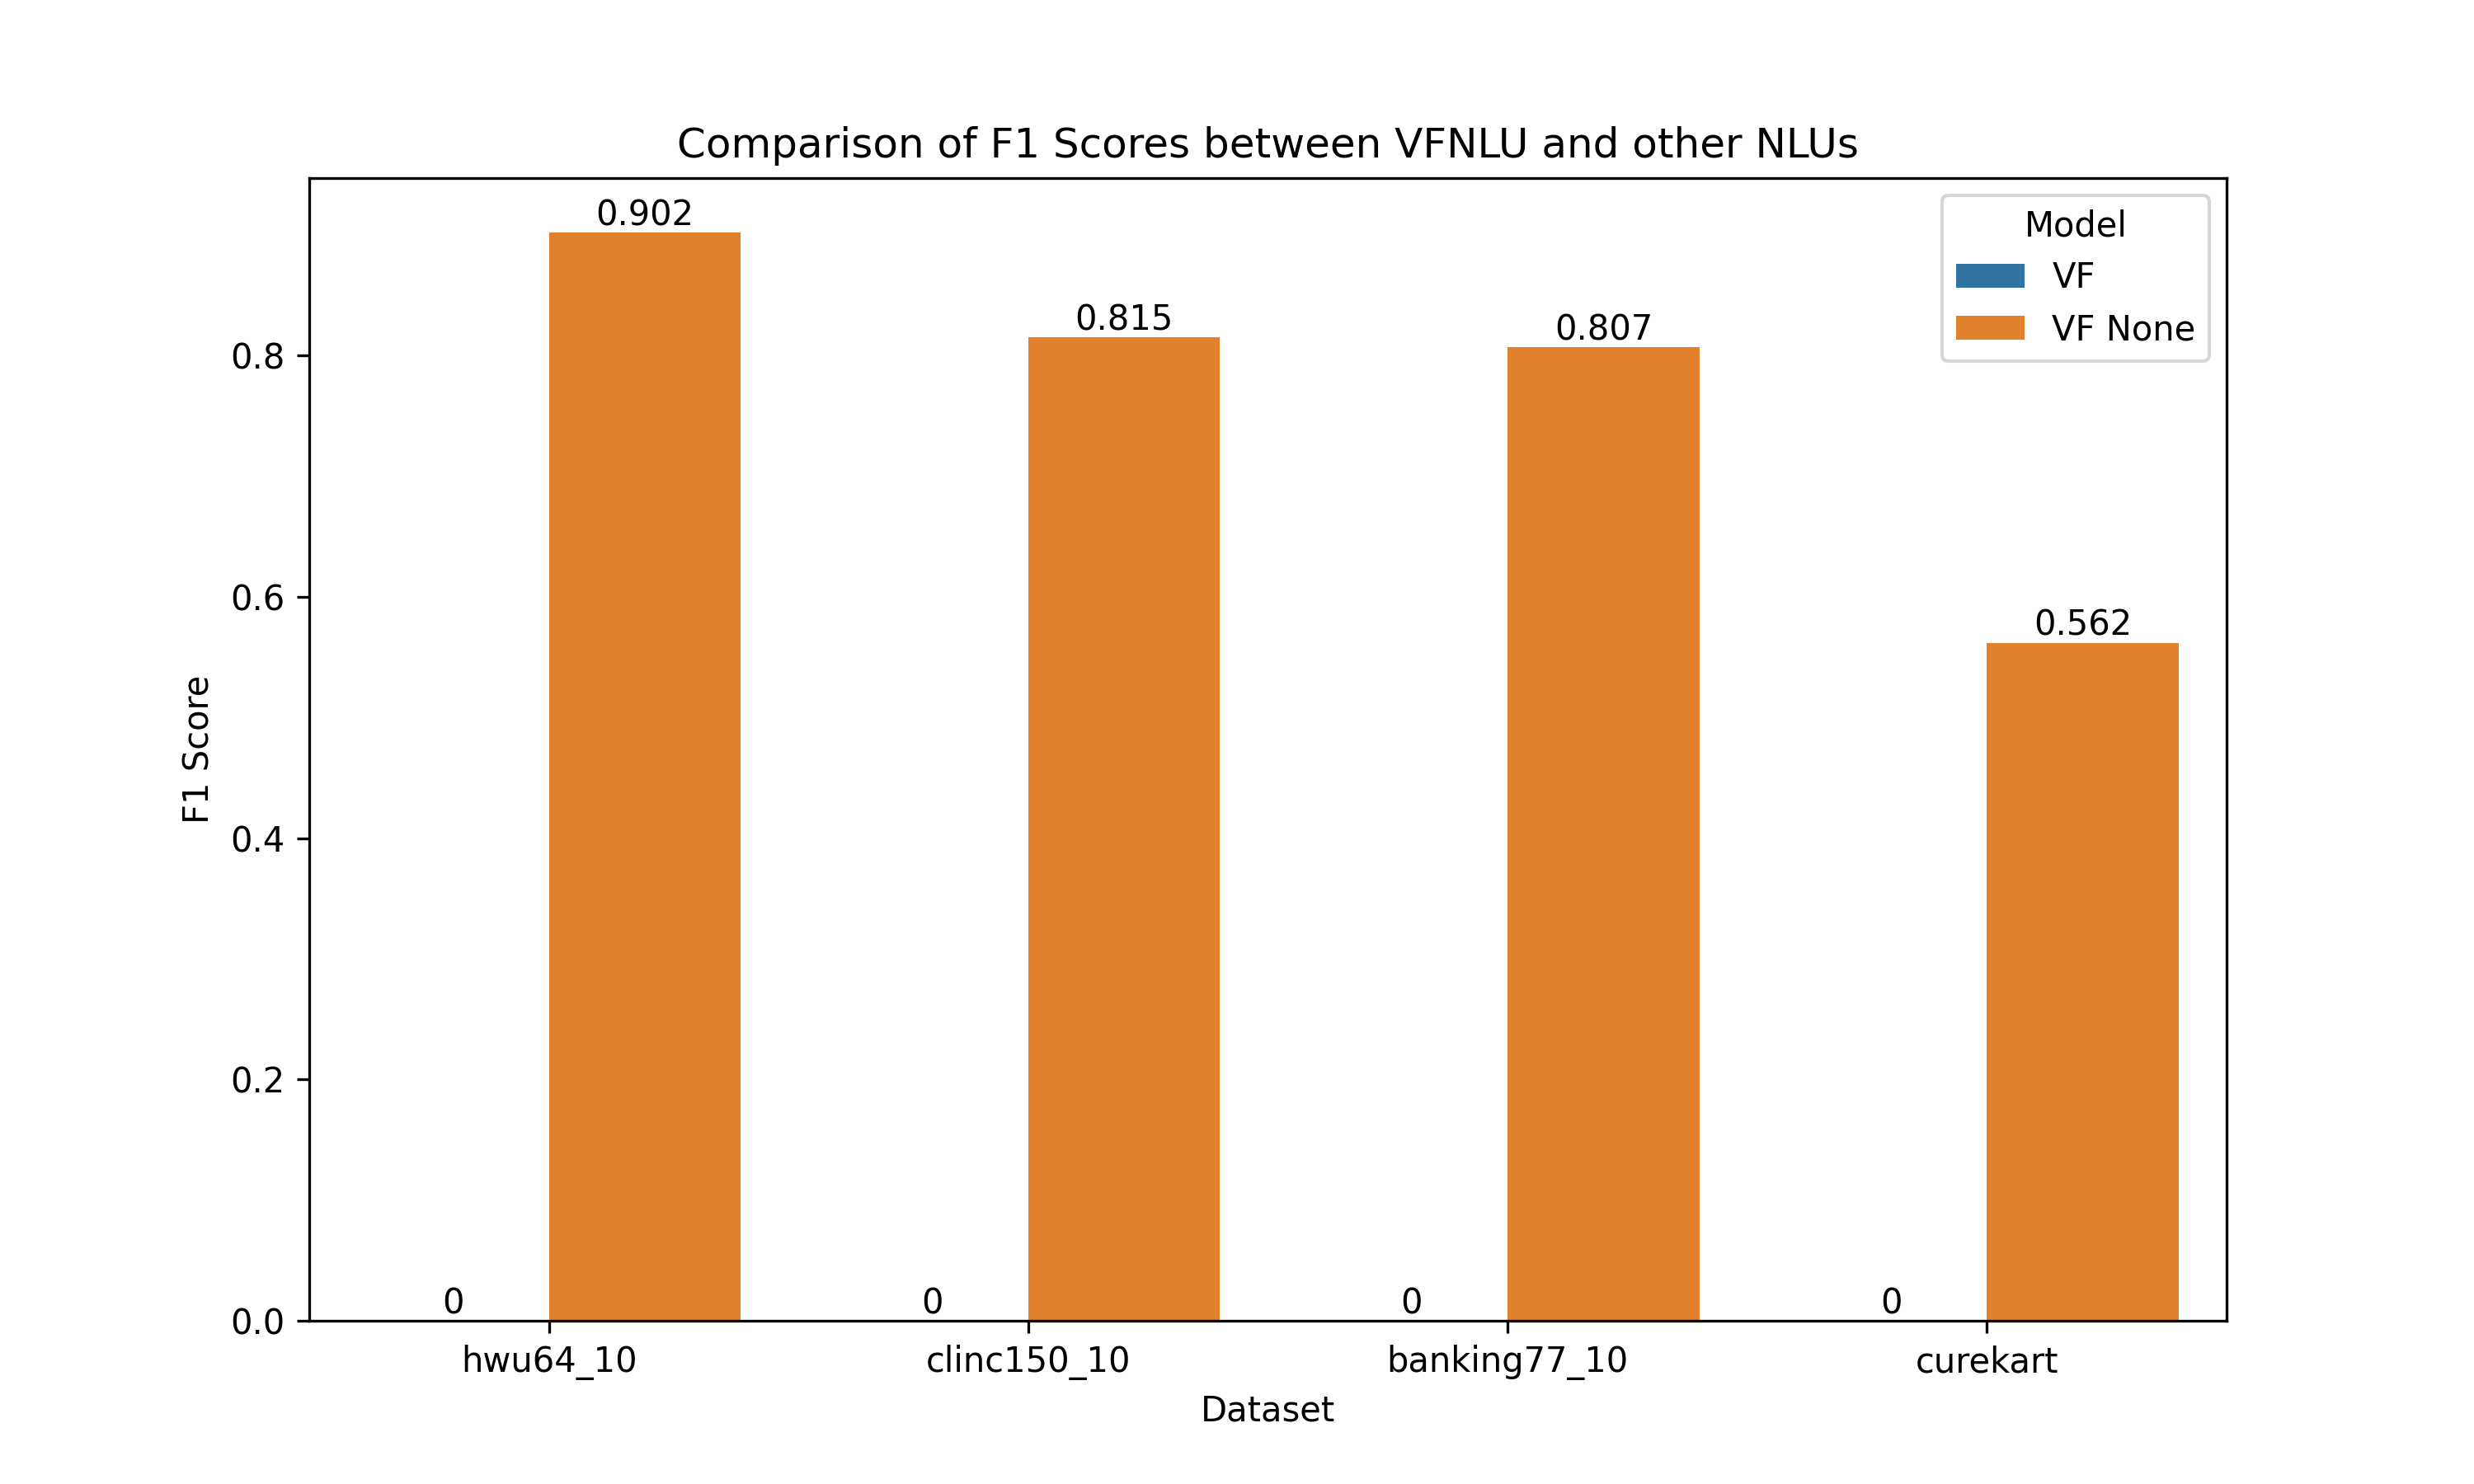 Comparison of F1 Scores between VFNLU and other NLUs
Model
VF
VF None
0.902
0.815
0.807
0.562
0
0
0
0
0.8
0.6
0.4
0.2
0.0
F1 Score
hwu64_10
clinc150_10
banking77_10
curekart
Dataset